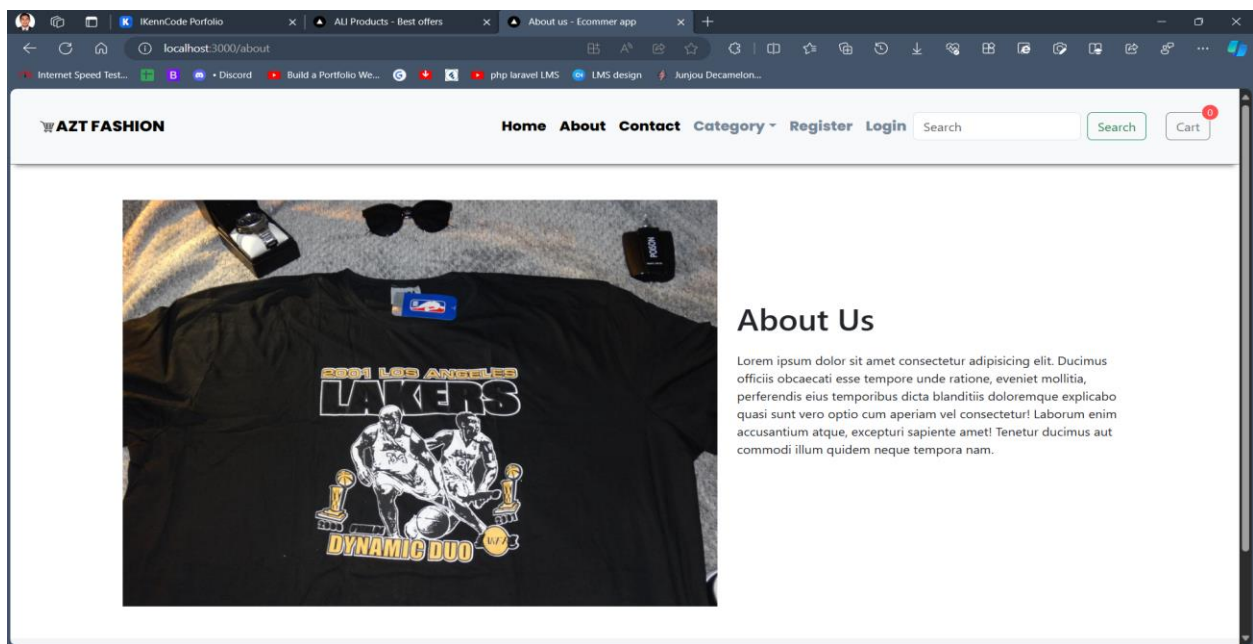 IKennCode Porfolio
ALI Products - Best offers
About us - Ecommer app
localhost:3000/about
Internet Speed Test...
B
• Discord
Build a Portfolio We...
php laravel LMS
LMS design
Junjou Decamelon...
AZT FASHION
Home About Contact Category Register Login Search Search Cart 0
POISON
2001 LOS ANGELES
LAKERS
2000
2001
DYNAMIC DUO
About Us
Lorem ipsum dolor sit amet consectetur adipisicing elit. Ducimus
officiis obcaecati esse tempore unde ratione, eveniet mollitia,
perferendis eius temporibus dicta blanditiis doloremque explicabo
quasi sunt vero optio cum aperiam vel consectetur! Laborum enim
accusantium atque, excepturi sapiente amet! Tenetur ducimus aut
commodi illum quidem neque tempora nam.